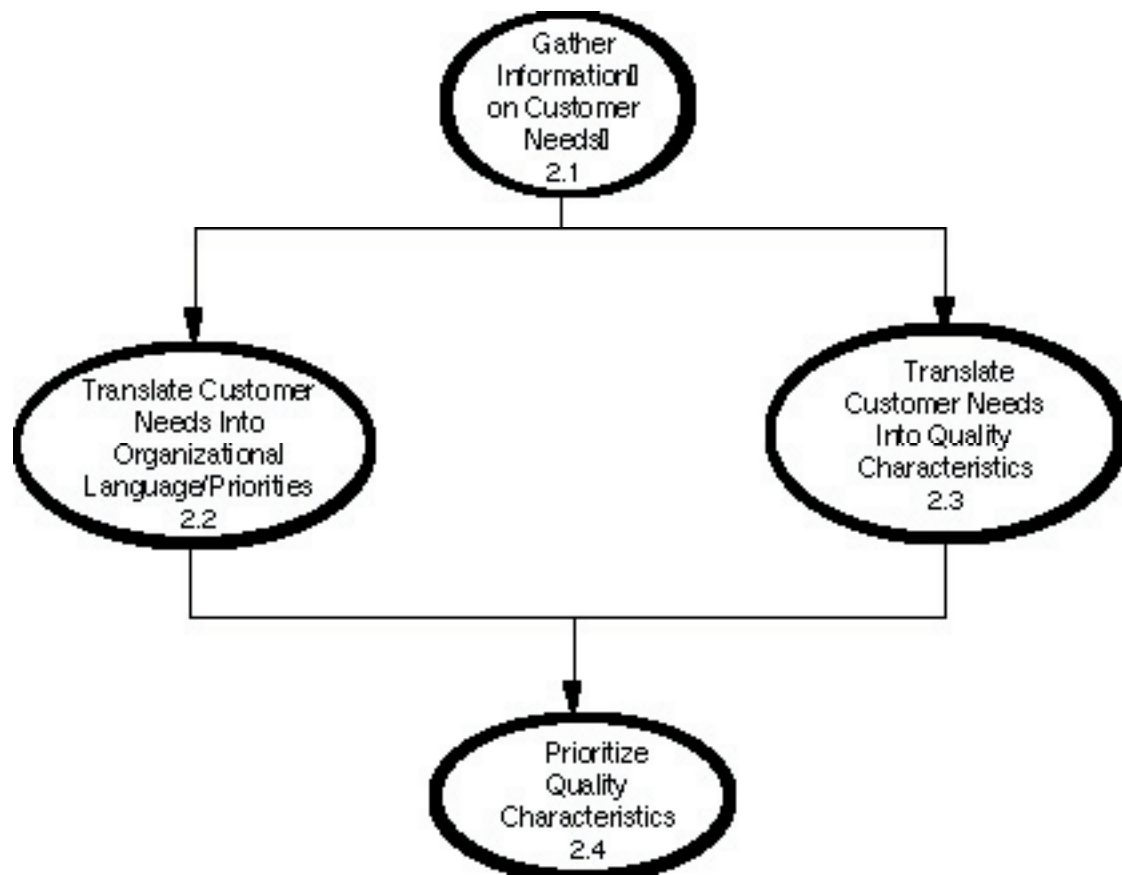 Gather
Information▯
on Customer
Needs▯
2.1
Translate Customer
Needs Into
Organizational
Language/Priorities
2.2
Translate
Customer Needs
Into Quality
Characteristics
2.3
Prioritize
Quality
Characteristics
2.4